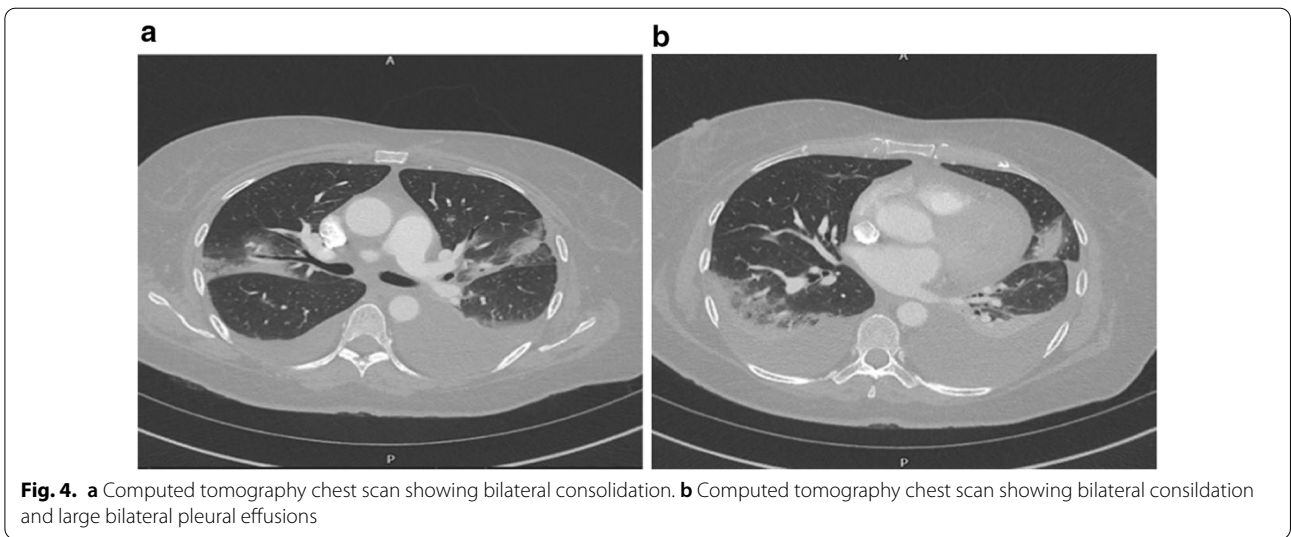 a
b
A
A
P
P
Fig. 4. a Computed tomography chest scan showing bilateral consolidation. b Computed tomography chest scan showing bilateral consildation
and large bilateral pleural effusions